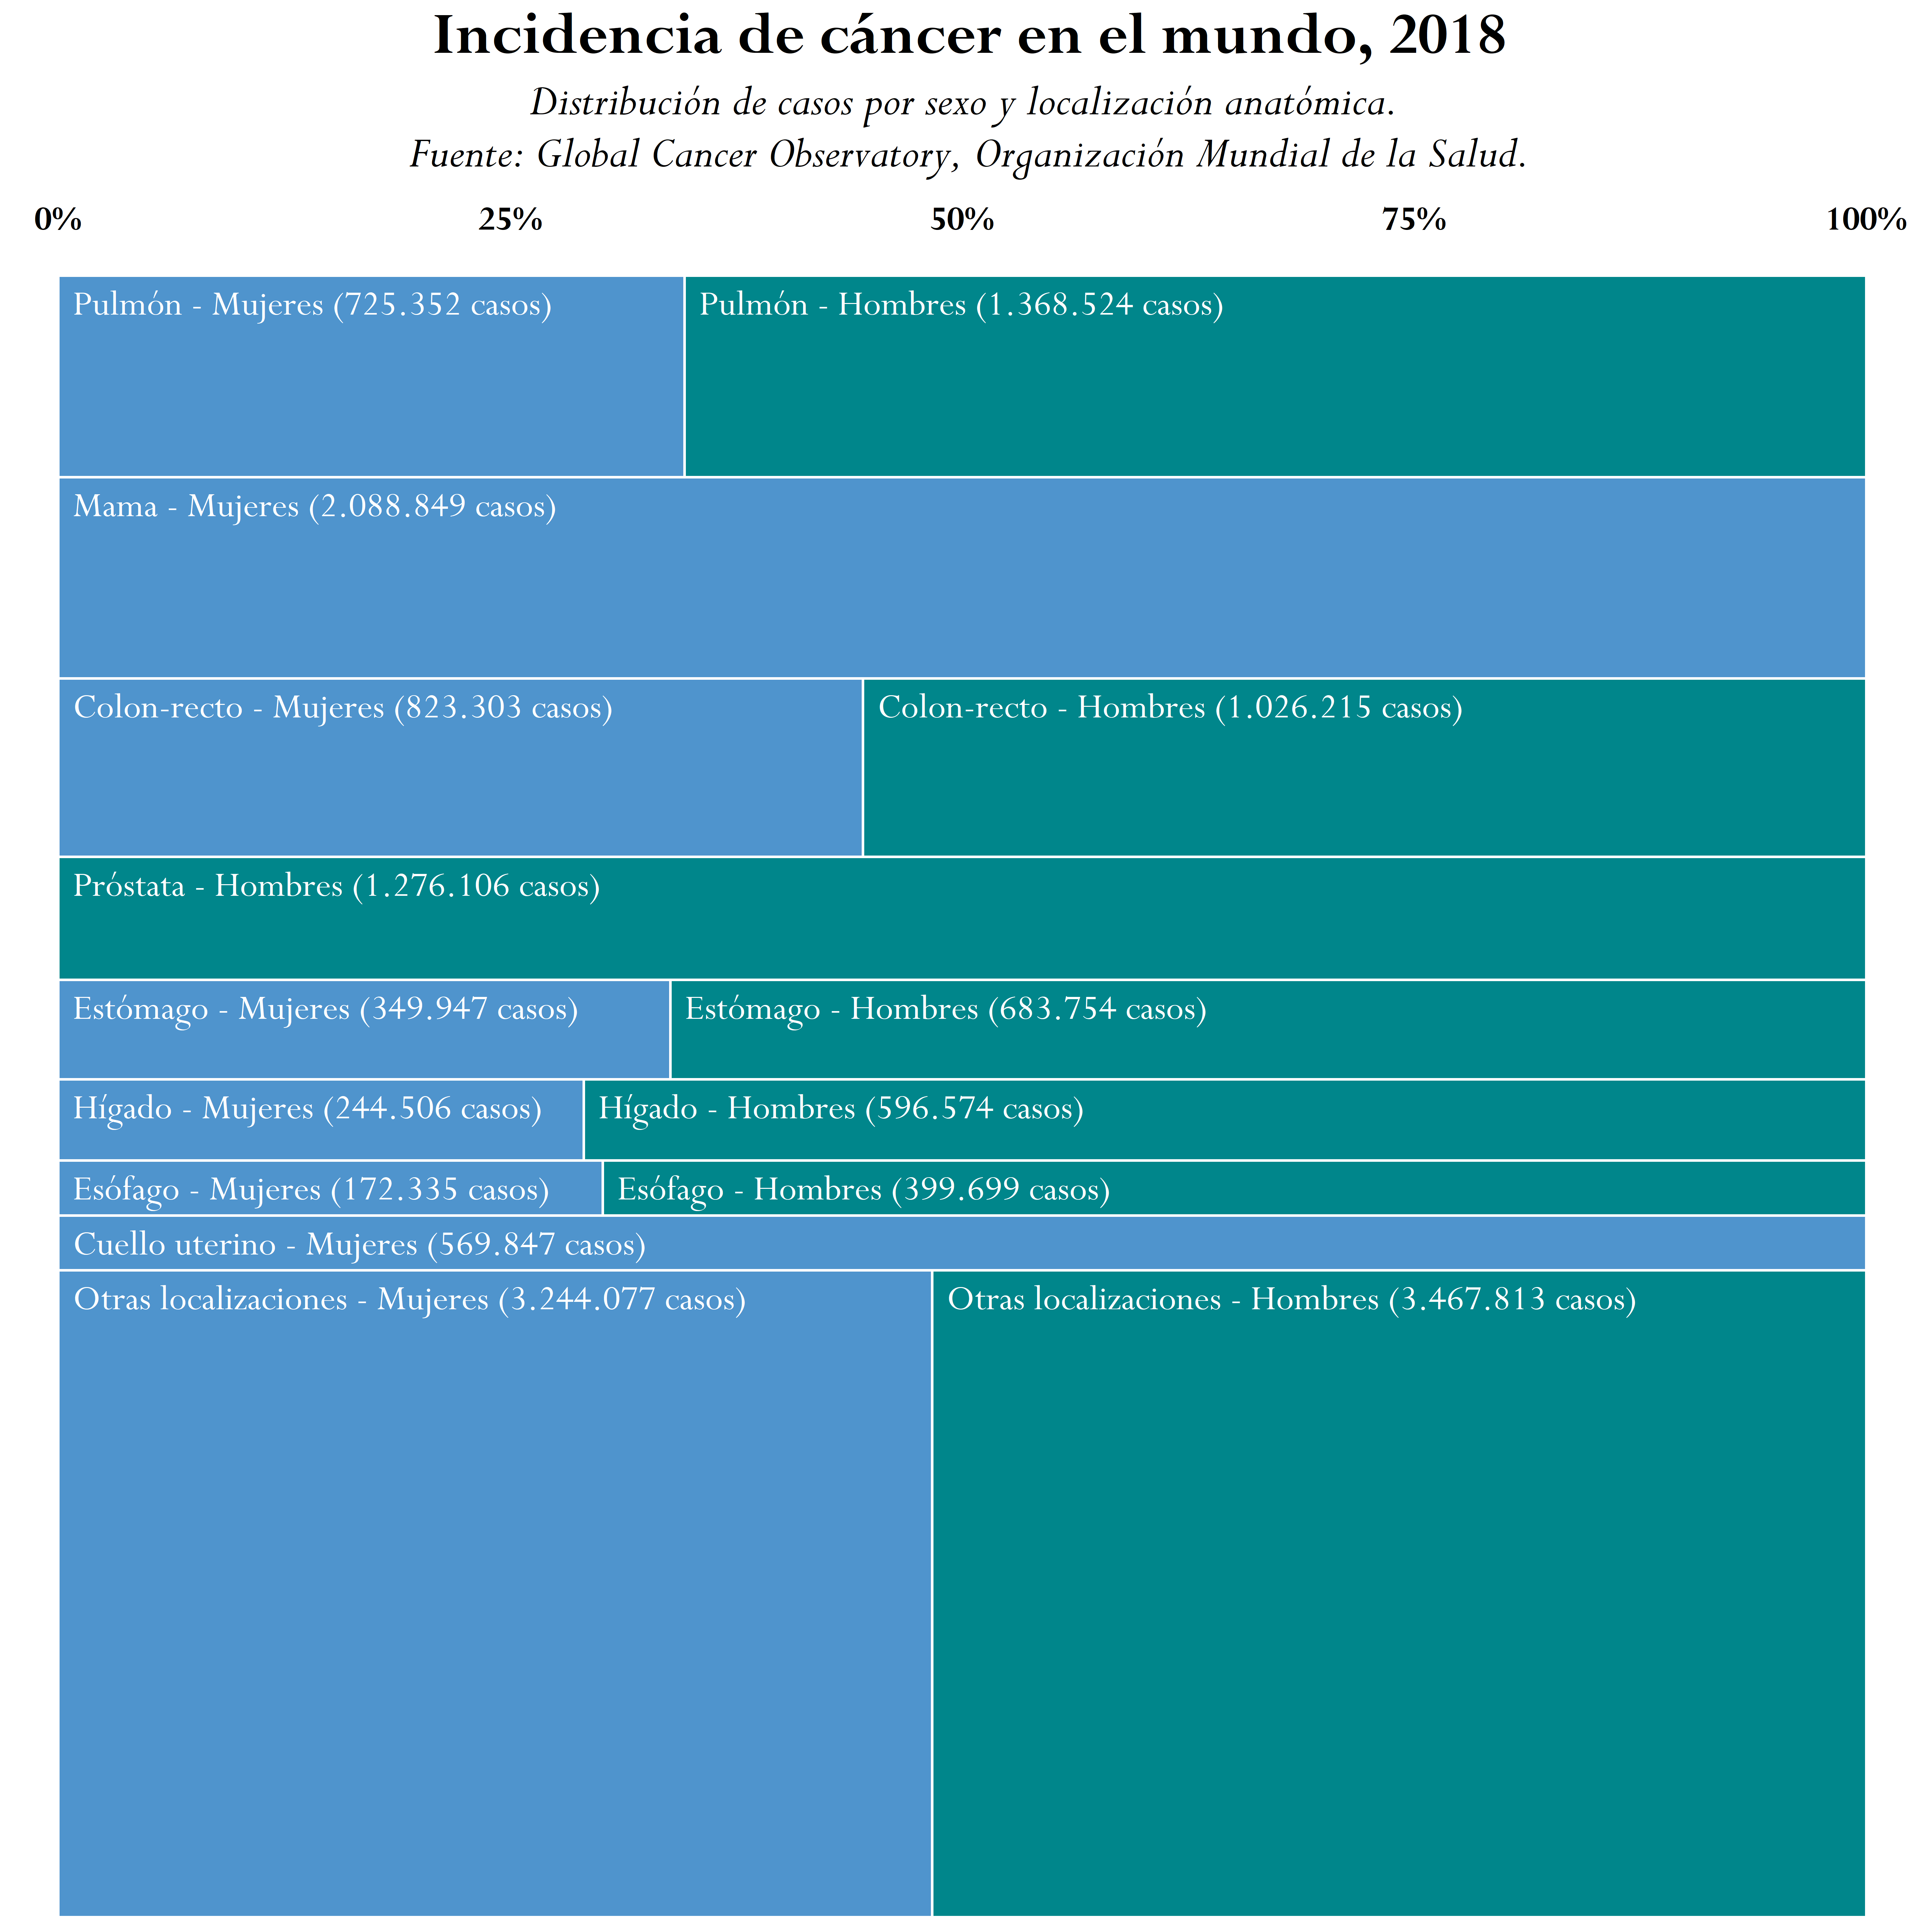 Incidencia de cáncer en el mundo, 2018
Distribución de casos por sexo y localización anatómica.
Fuente: Global Cancer Observatory, Organización Mundial de la Salud.
0% 25% 50% 75% 100%
Pulmón - Mujeres (725.352 casos) Pulmón - Hombres (1.368.524 casos)
Mama - Mujeres (2.088.849 casos)
Colon-recto - Mujeres (823.303 casos) Colon-recto - Hombres (1.026.215 casos)
Próstata - Hombres (1.276.106 casos)
Estómago - Mujeres (349.947 casos) Estómago - Hombres (683.754 casos)
Hígado - Mujeres (244.506 casos) Hígado - Hombres (596.574 casos)
Esófago - Mujeres (172.335 casos) Esófago - Hombres (399.699 casos)
Cuello uterino - Mujeres (569.847 casos)
Otras localizaciones - Mujeres (3.244.077 casos) Otras localizaciones - Hombres (3.467.813 casos)